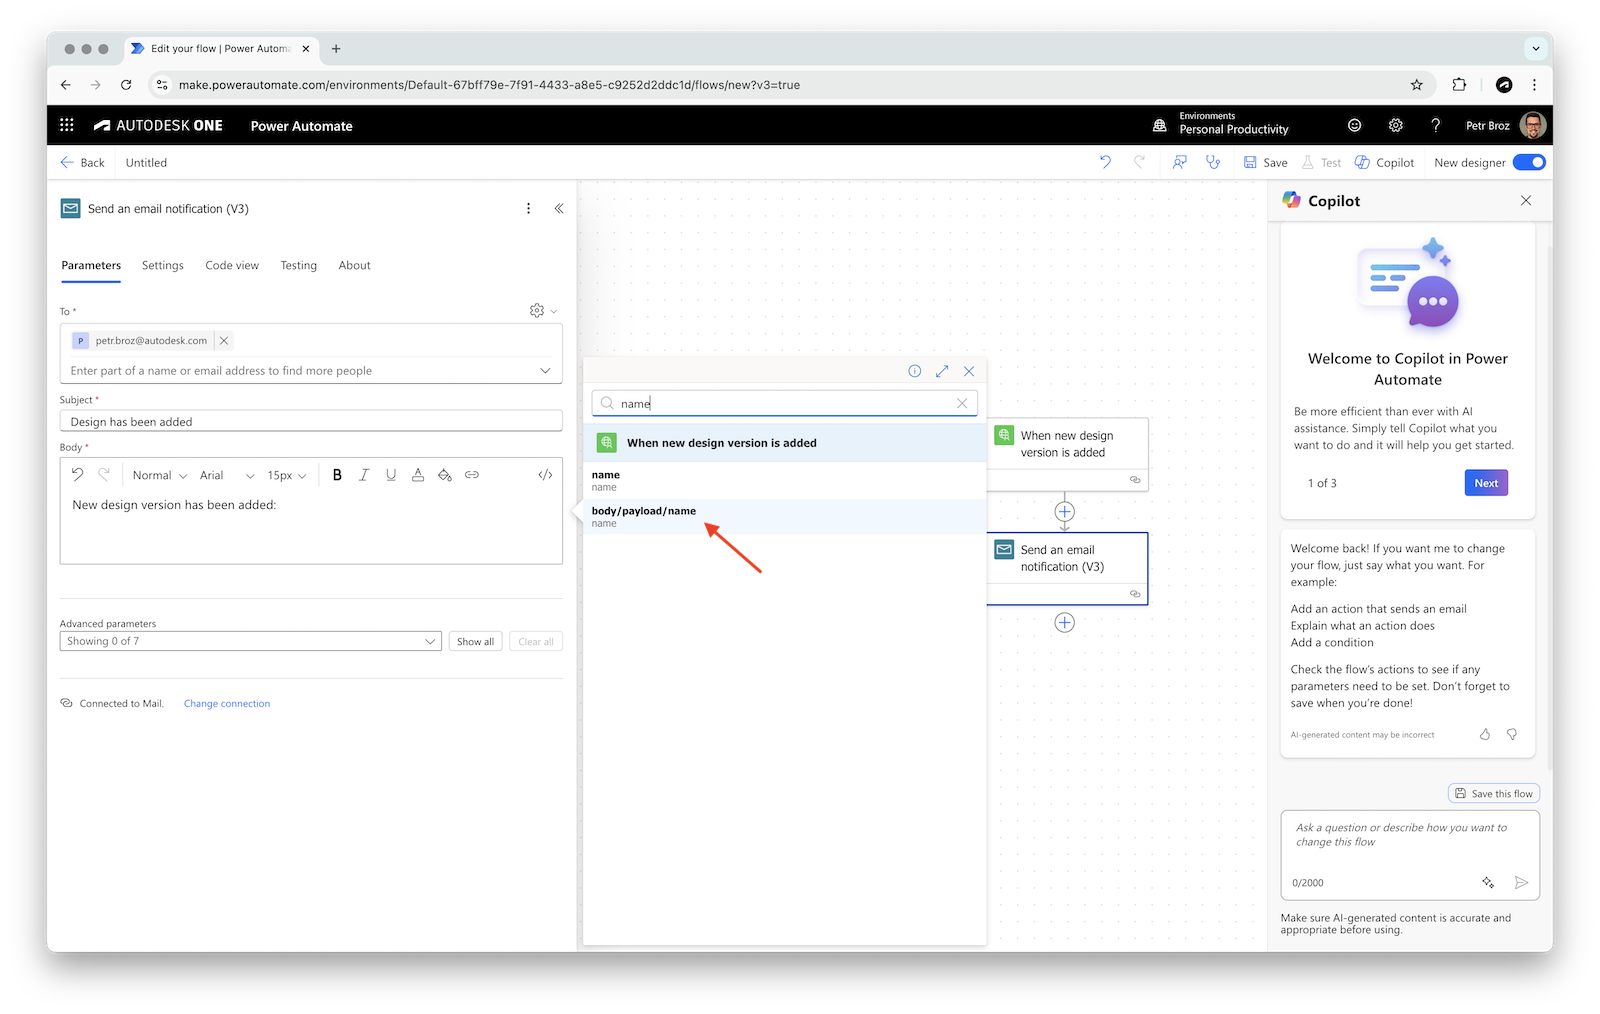 Edit your flow | Power Automa
make.powerautomate.com/environments/Default-67bff79e-7f91-4433-a8e5-c9252d2ddc1d/flows/new?v3=true
AUTODESK ONE
Power Automate
Environments
Personal Productivity
?
Petr Broz
Back
Untitled
Save
Test
Copilot
New designer
Send an email notification (V3)
Parameters
Settings
Code view
Testing
About
To *
P
petr.broz@autodesk.com
Enter part of a name or email address to find more people
Subject *
Design has been added
Body *
Normal
Arial
15px
B
I
U
A
</>
New design version has been added:
Advanced parameters
Showing 0 of 7
Show all
Clear all
Connected to Mail.
Change connection
name
When new design version is added
name
name
body/payload/name
name
When new design
version is added
Send an email
notification (V3)
Copilot
Welcome to Copilot in Power
Automate
Be more efficient than ever with AI
assistance. Simply tell Copilot what you
want to do and it will help you get started.
1 of 3
Next
Welcome back! If you want me to change
your flow, just say what you want. For
example:
Add an action that sends an email
Explain what an action does
Add a condition
Check the flow's actions to see if any
parameters need to be set. Don't forget to
save when you're done!
AI-generated content may be incorrect
Save this flow
Ask a question or describe how you want to
change this flow
0/2000
Make sure AI-generated content is accurate and
appropriate before using.